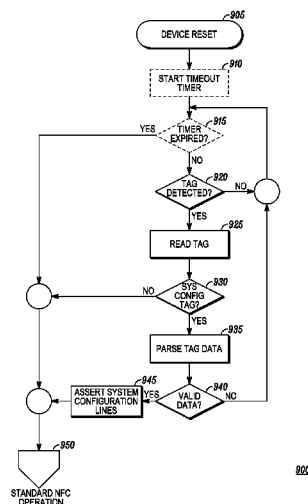 905
DEVICE RESET
910
START TIMEOUT
TIMER
915
YES
TIMER
EXPIRED?
NO
920
TAG
DETECTED?
NO
YES
925
READ TAG
930
NO
SYS
CONFIG
TAG?
YES
935
PARSE TAG DATA
945
940
ASSERT SYSTEM
CONFIGURATION
LINES
YES
VALID
DATA?
NO
950
STANDARD NFC
OPERATION
900